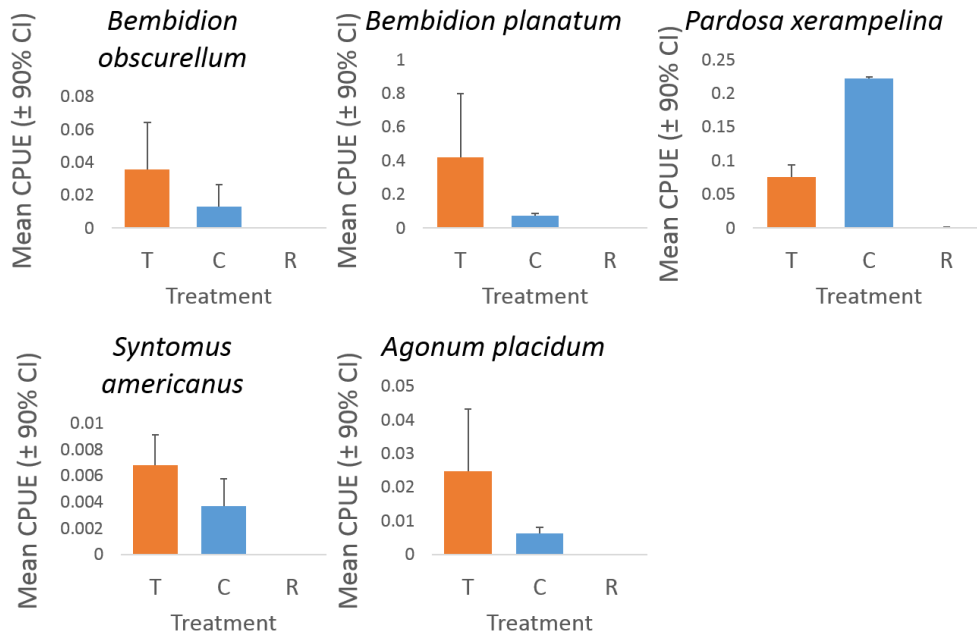 Bembidion
obscurellum
Mean CPUE (± 90% CI)
0.08
0.06
0.04
0.02
0
T C R
Treatment
Bembidion planatum
Mean CPUE (± 90% CI)
1
0.8
0.6
0.4
0.2
0
T C R
Treatment
Pardosa xerampelina
Mean CPUE (± 90% CI)
0.25
0.2
0.15
0.1
0.05
0
T C R
Treatment
Syntomus
americanus
Mean CPUE (± 90% CI)
0.01
0.008
0.006
0.004
0.002
0
T C R
Treatment
Agonum placidum
Mean CPUE (± 90% CI)
0.05
0.04
0.03
0.02
0.01
0
T C R
Treatment